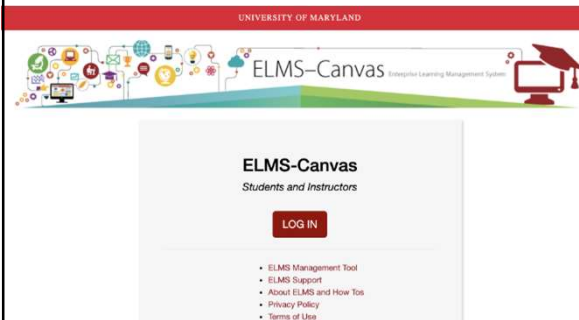 UNIVERSITY OF MARYLAND
ELMS–Canvas Enterprise Learning Management System
ELMS-Canvas
Students and Instructors
LOG IN
• ELMS Management Tool
• ELMS Support
• About ELMS and How Tos
• Privacy Policy
• Terms of Use